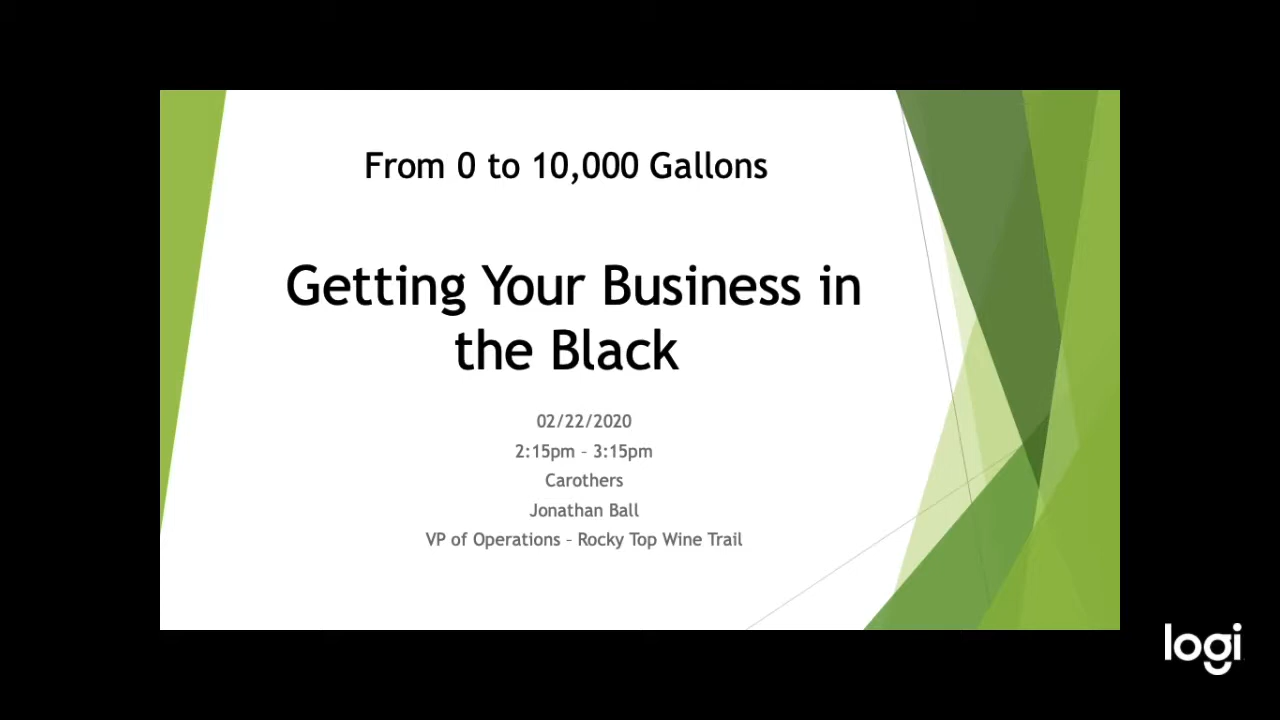 From 0 to 10,000 Gallons
Getting Your Business in
the Black
02/22/2020
2:15pm – 3:15pm
Carothers
Jonathan Ball
VP of Operations – Rocky Top Wine Trail
logi